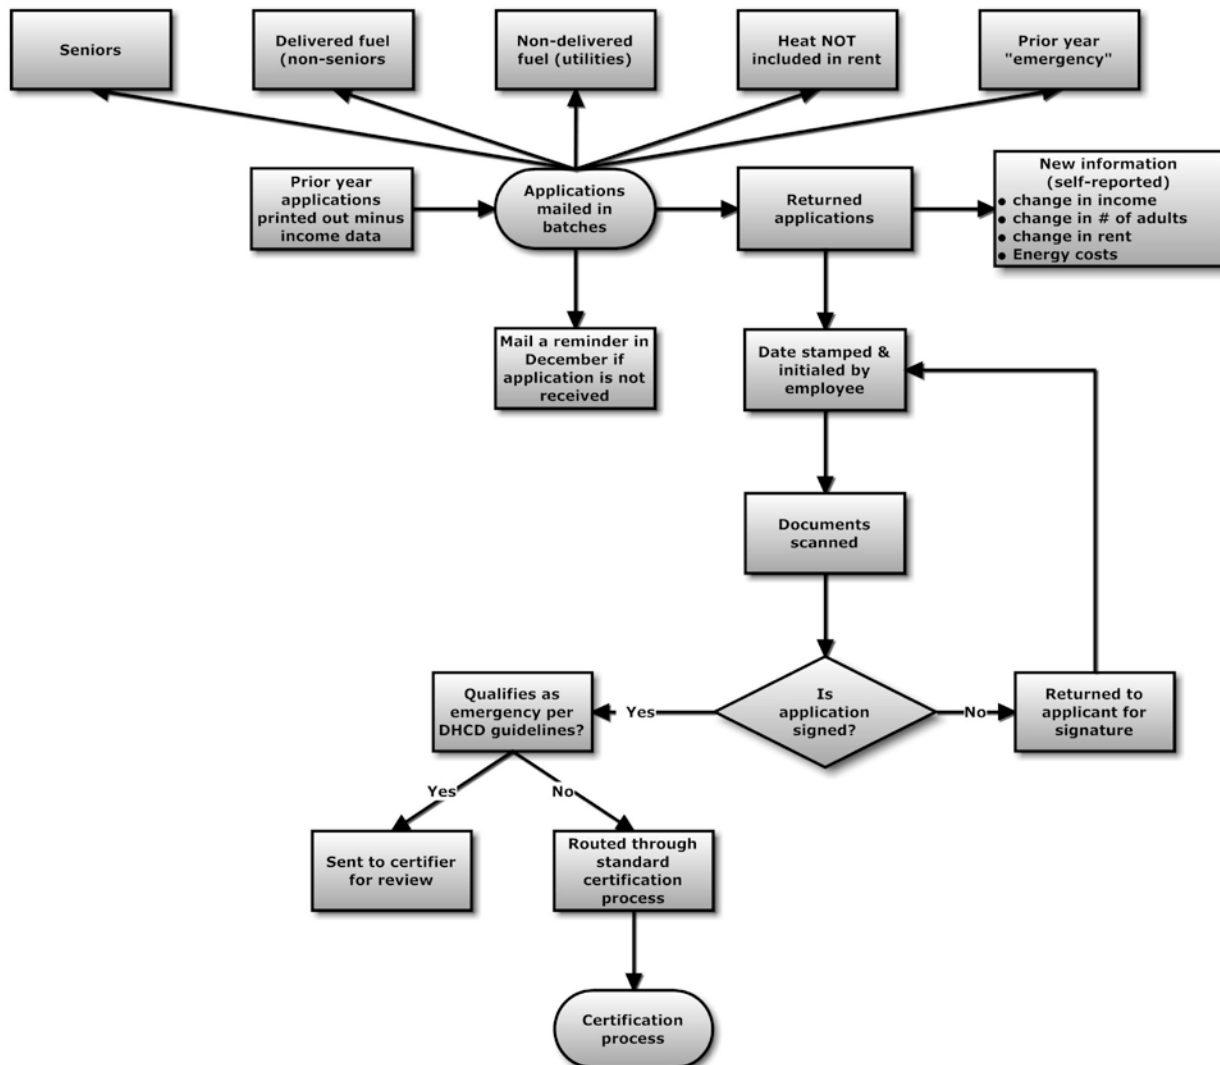 Seniors
Delivered fuel
(non-seniors
Non-delivered
fuel (utilities)
Heat NOT
included in rent
Prior year
"emergency"
Prior year
applications
printed out minus
income data
Applications
mailed in
batches
Returned
applications
New information
(self-reported)
• change in income
• change in # of adults
• change in rent
• Energy costs
Mail a reminder in
December if
application is not
received
Date stamped &
initialed by
employee
Documents
scanned
Is
application
signed?
Yes
No
Returned to
applicant for
signature
Qualifies as
emergency per
DHCD guidelines?
Yes
No
Sent to certifier
for review
Routed through
standard
certification
process
Certification
process